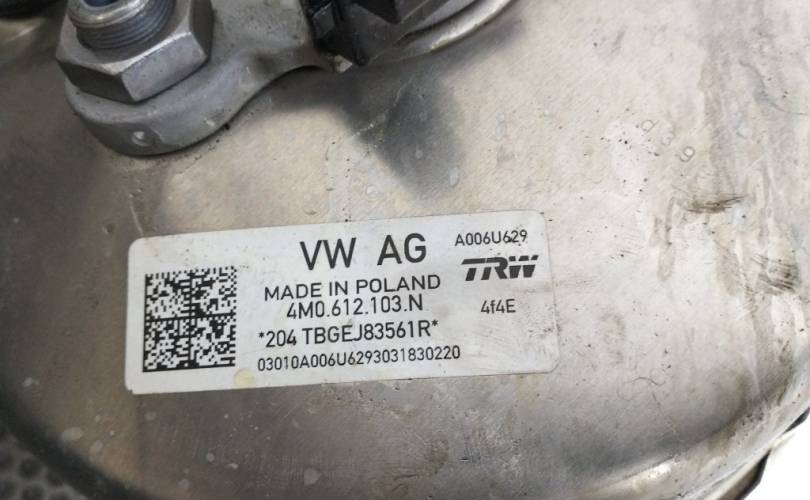 VW AG
A006U629
TRW
MADE IN POLAND
4M0.612.103.N
4f4E
*204 TBGEJ83561R*
03010A006U6293031830220